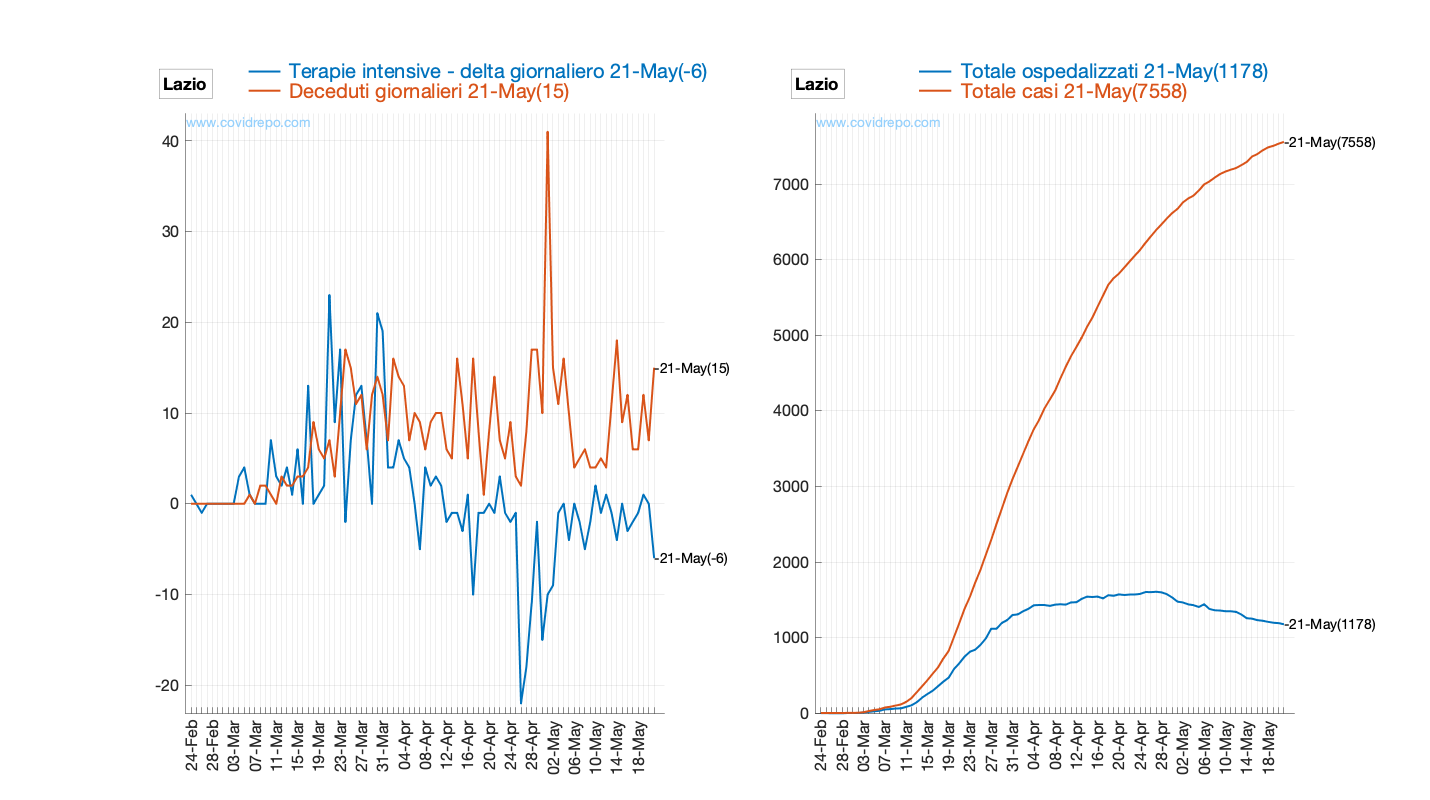 Lazio
Terapie intensive - delta giornaliero 21-May(-6)
Deceduti giornalieri 21-May(15)
www.covidrepo.com
40
30
20
10
0
-10
-20
21-May(15)
21-May(-6)
24-Feb
28-Feb
03-Mar
07-Mar
11-Mar
15-Mar
19-Mar
23-Mar
27-Mar
31-Mar
04-Apr
08-Apr
12-Apr
16-Apr
20-Apr
24-Apr
28-Apr
02-May
06-May
10-May
14-May
18-May
Lazio
Totale ospedalizzati 21-May(1178)
Totale casi 21-May(7558)
www.covidrepo.com
7000
6000
5000
4000
3000
2000
1000
0
21-May(7558)
21-May(1178)
24-Feb
28-Feb
03-Mar
07-Mar
11-Mar
15-Mar
19-Mar
23-Mar
27-Mar
31-Mar
04-Apr
08-Apr
12-Apr
16-Apr
20-Apr
24-Apr
28-Apr
02-May
06-May
10-May
14-May
18-May